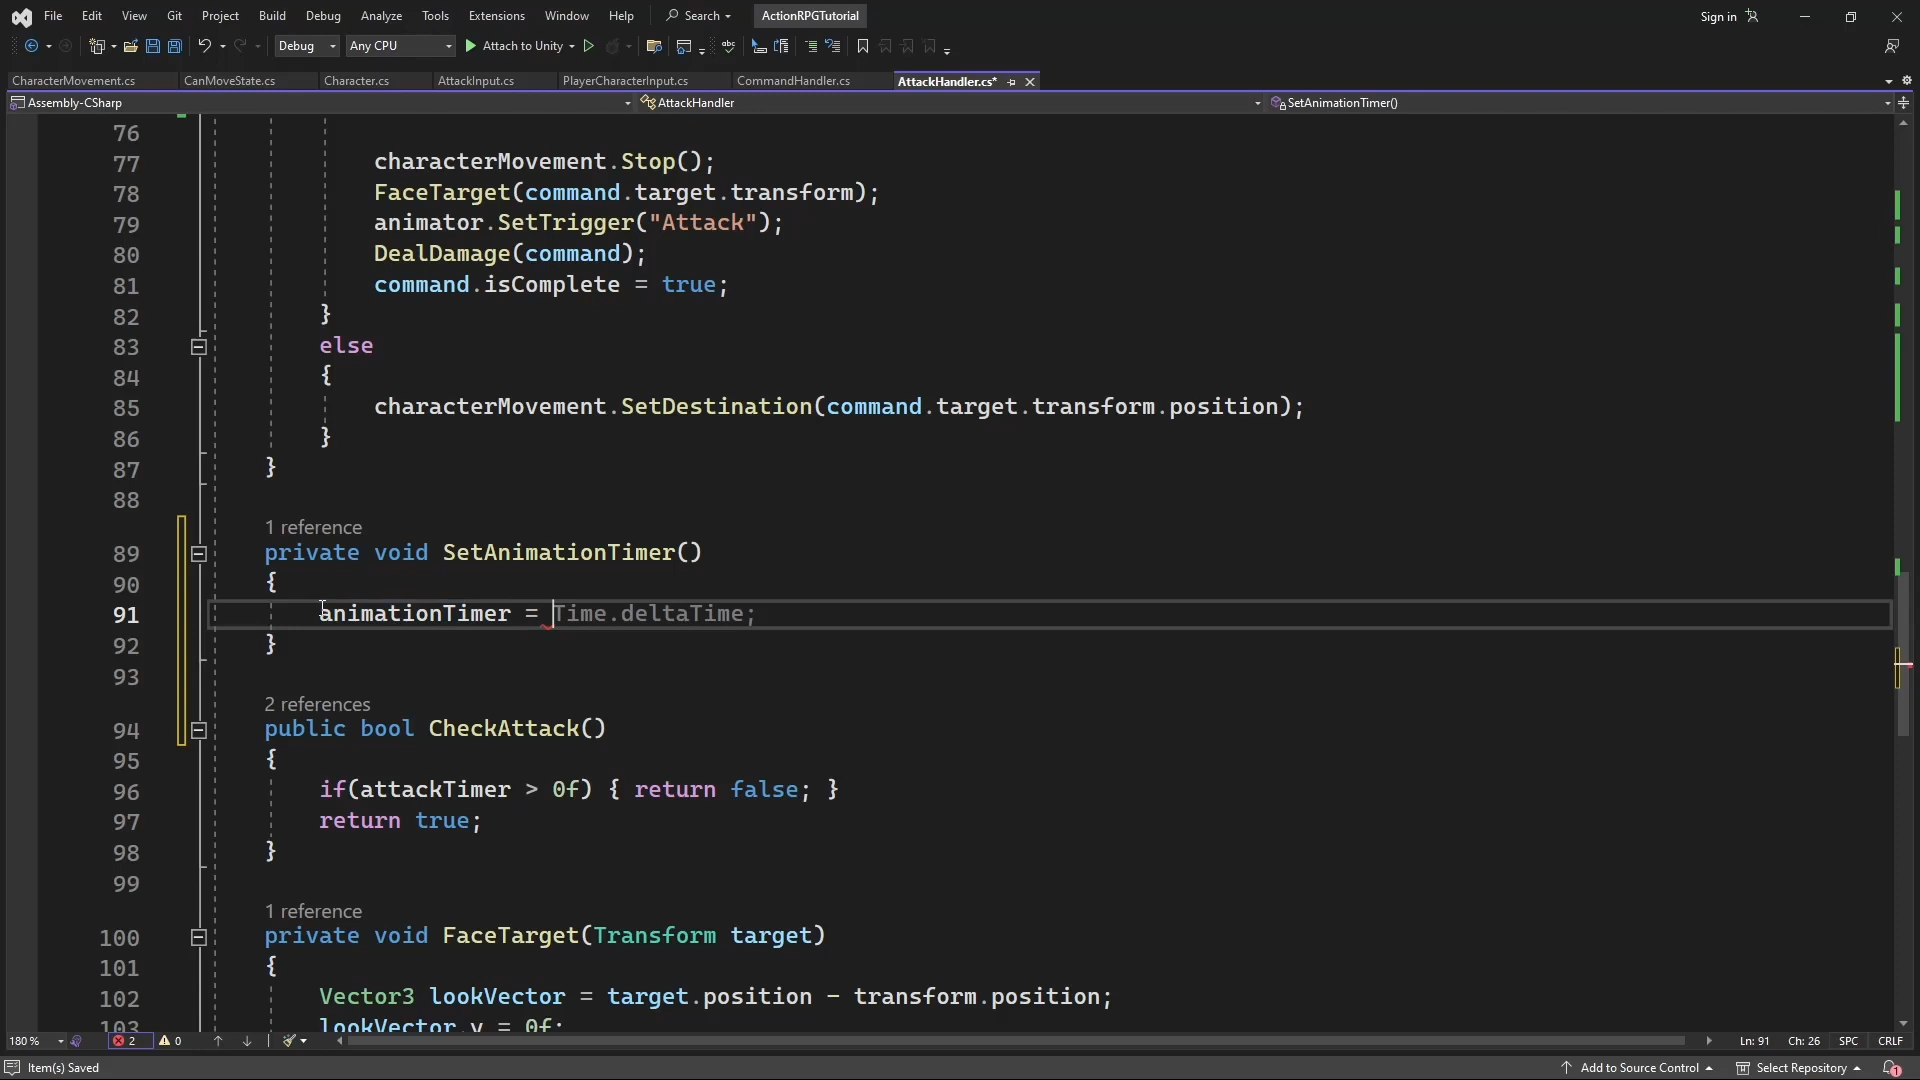 File Edit View Git Project Build Debug Analyze Tools Extensions Window Help Search ActionRPGTutorial Sign in
Debug Any CPU Attach to Unity
CharacterMovement.cs CanMoveState.cs Character.cs AttackInput.cs PlayerCharacterInput.cs CommandHandler.cs AttackHandler.cs*
Assembly-CSharp AttackHandler SetAnimationTimer()
76
77 characterMovement.Stop();
78 FaceTarget(command.target.transform);
79 animator.SetTrigger("Attack");
80 DealDamage(command);
81 command.isComplete = true;
82 }
83 else
84 {
85 characterMovement.SetDestination(command.target.transform.position);
86 }
87 }
88
1 reference
89 private void SetAnimationTimer()
90 {
91 animationTimer = Time.deltaTime;
92 }
93
2 references
94 public bool CheckAttack()
95 {
96 if(attackTimer > 0f) { return false; }
97 return true;
98 }
99
1 reference
100 private void FaceTarget(Transform target)
101 {
102 Vector3 lookVector = target.position - transform.position;
103 lookVector.y = 0f;
180 % 2 0 Ln: 91 Ch: 26 SPC CRLF
Item(s) Saved Add to Source Control Select Repository 1